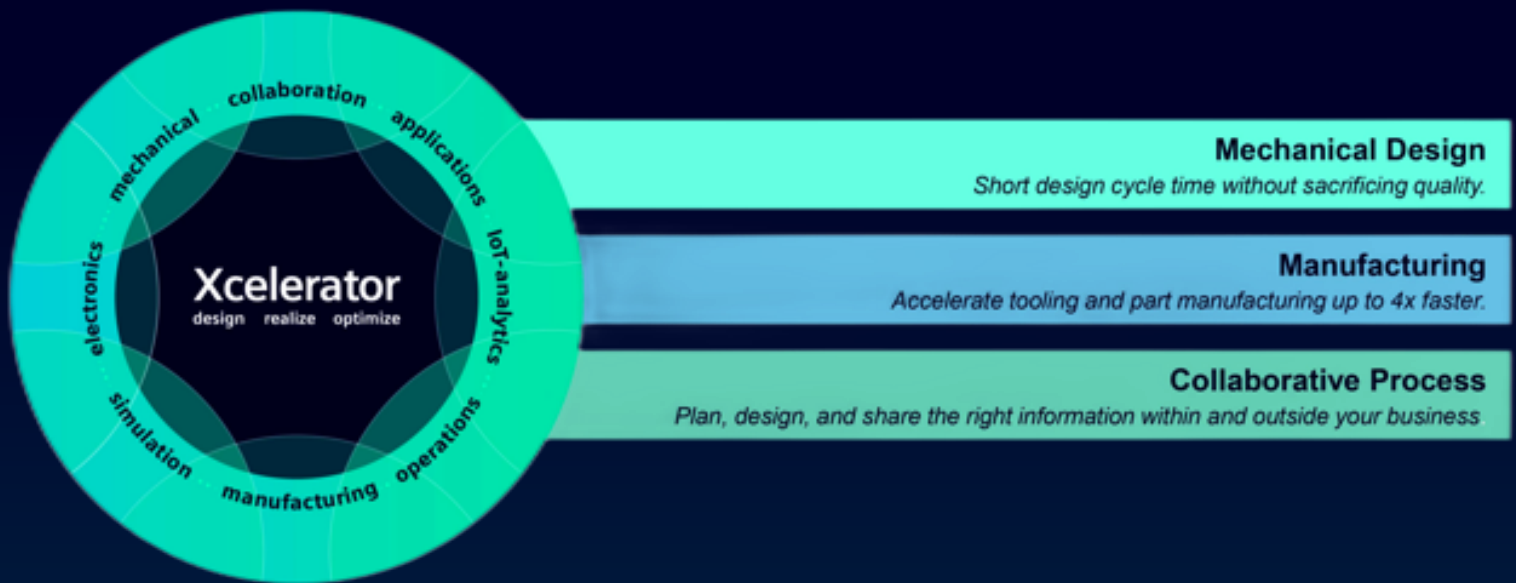 collaboration
applications
IoT-analytics
operations
manufacturing
simulation
electronics
mechanical
Xcelerator
design realize optimize
Mechanical Design
Short design cycle time without sacrificing quality.
Manufacturing
Accelerate tooling and part manufacturing up to 4x faster.
Collaborative Process
Plan, design, and share the right information within and outside your business.